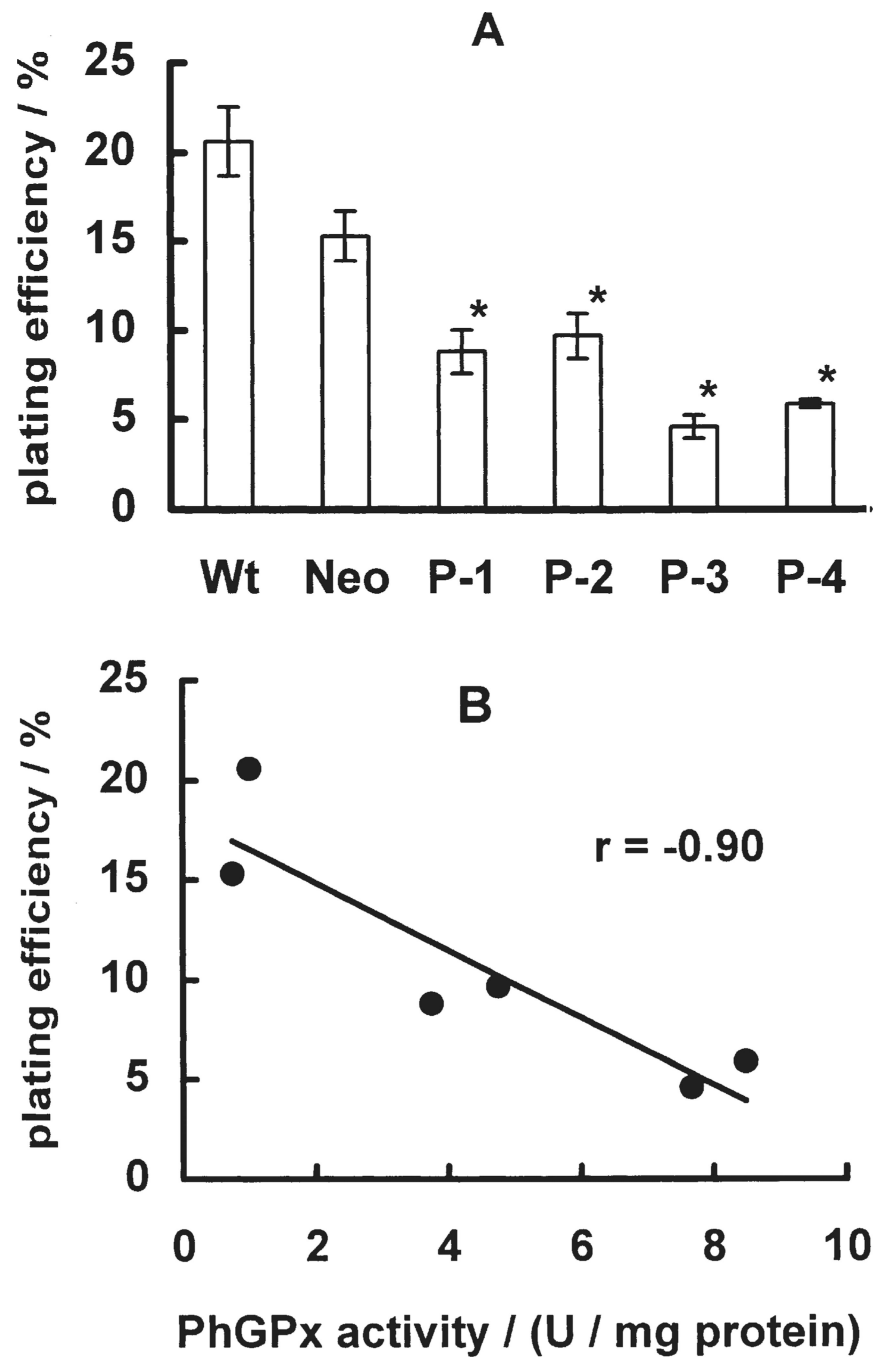 A
plating efficiency / %
25
20
15
10
5
0
* * * *
Wt Neo P-1 P-2 P-3 P-4
B
plating efficiency / %
25
20
15
10
5
0
r = -0.90
0 2 4 6 8 10
PhGPx activity / (U / mg protein)